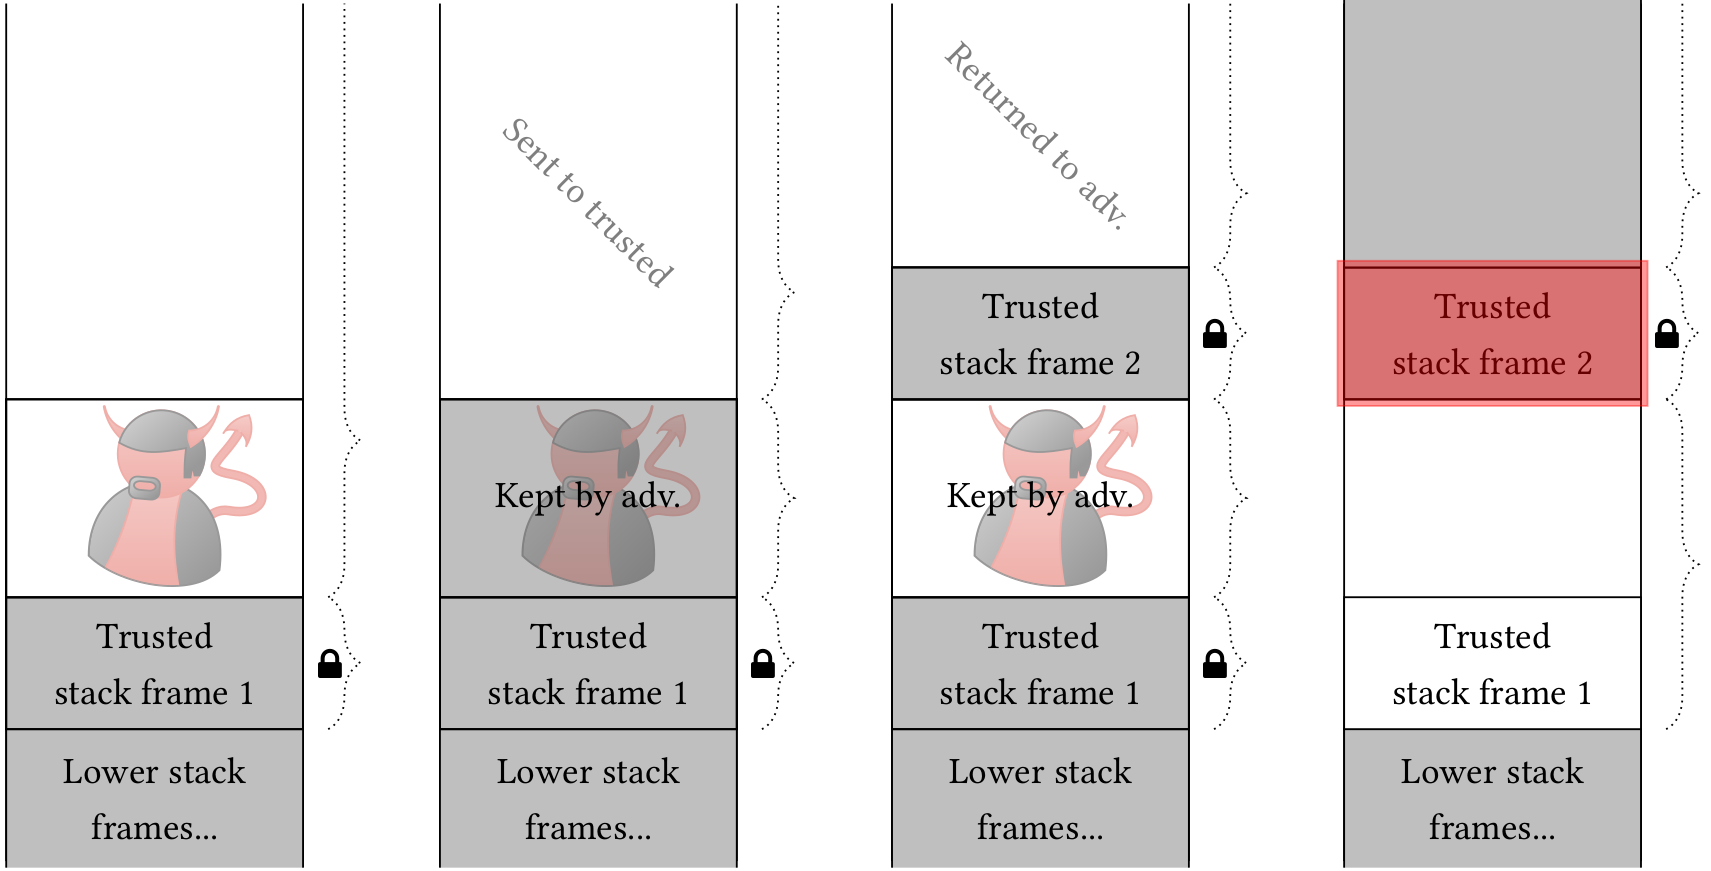 Trusted
stack frame 1
Lower stack
frames...
Sent to trusted
Kept by adv.
Trusted
stack frame 1
Lower stack
frames...
Returned to adv.
Trusted
stack frame 2
Kept by adv.
Trusted
stack frame 1
Lower stack
frames...
Trusted
stack frame 2
Trusted
stack frame 1
Lower stack
frames...